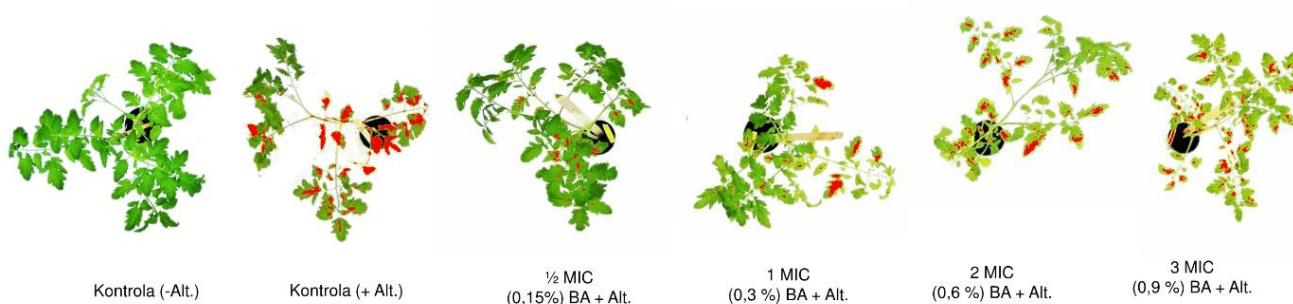 Kontrola (-Alt.)
Kontrola (+ Alt.)
½ MIC
(0.15%) BA + Alt.
1 MIC
(0,3 %) BA + Alt.
2 MIC
(0,6 %) BA + Alt.
3 MIC
(0,9 %) BA + Alt.